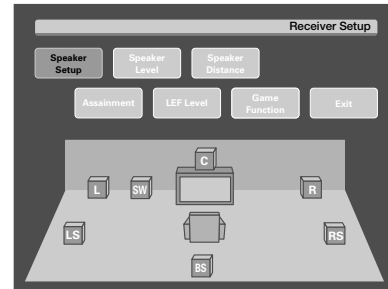 Receiver Setup
Speaker
Setup
Speaker
Level
Speaker
Distance
Assainment
LEF Level
Game
Function
Exit
C
L
SW
R
LS
RS
BS